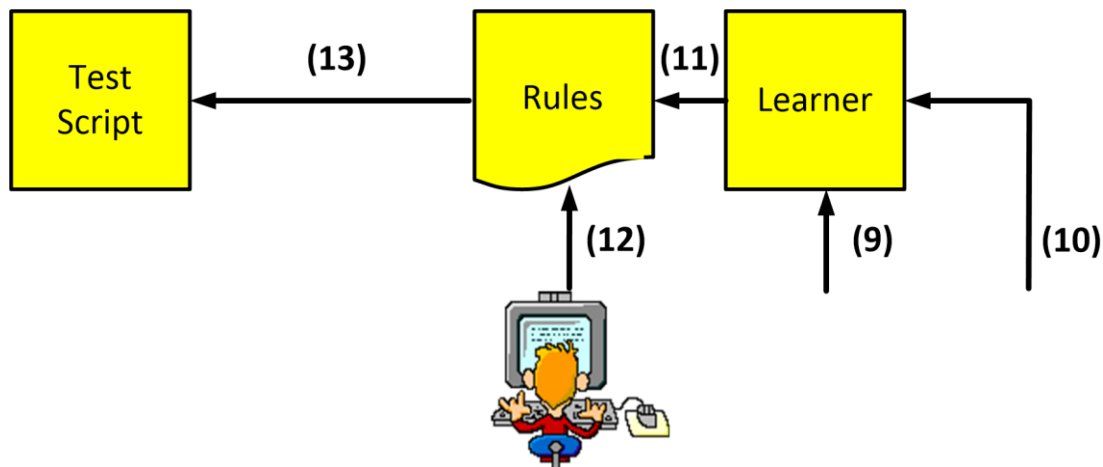 Test
Script
(13)
Rules
(11)
Learner
(12)
(9)
(10)